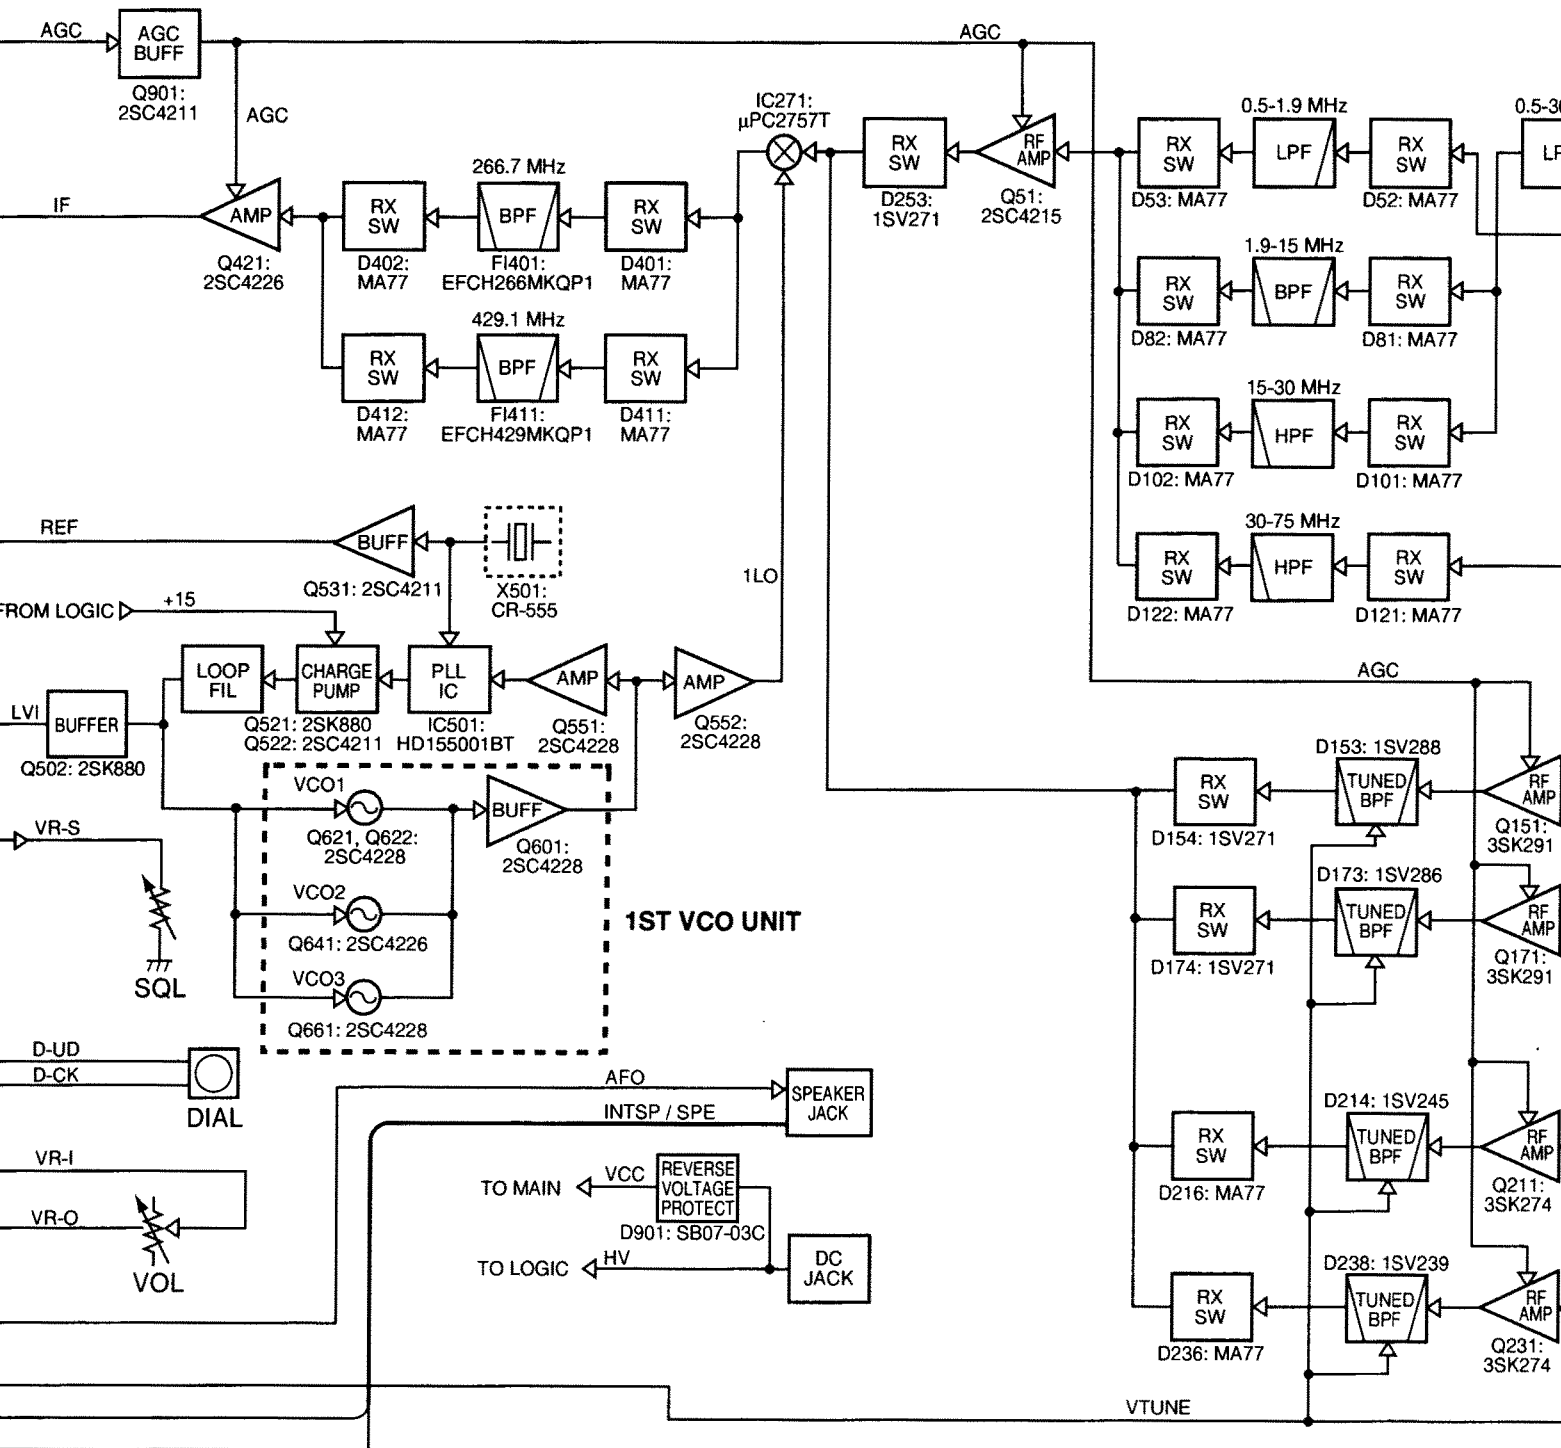 AGC
AGC
BUFF
Q901:
2SC4211
AGC
AGC
IC271:
µPC2757T
RX
SW
D253:
1SV271
RF
AMP
Q51:
2SC4215
RX
SW
D53: MA77
0.5-1.9 MHz
LPF
RX
SW
D52: MA77
0.5-30
LP
IF
AMP
Q421:
2SC4226
RX
SW
D402:
MA77
266.7 MHz
BPF
FI401:
EFCH266MKQP1
RX
SW
D401:
MA77
RX
SW
D412:
MA77
429.1 MHz
BPF
FI411:
EFCH429MKQP1
RX
SW
D411:
MA77
RX
SW
D82: MA77
1.9-15 MHz
BPF
RX
SW
D81: MA77
RX
SW
D102: MA77
15-30 MHz
HPF
RX
SW
D101: MA77
RX
SW
D122: MA77
30-75 MHz
HPF
RX
SW
D121: MA77
REF
BUFF
Q531: 2SC4211
X501:
CR-555
1LO
FROM LOGIC
+15
LOOP
FIL
CHARGE
PUMP
Q521: 2SK880
Q522: 2SC4211
PLL
IC
IC501:
HD155001BT
AMP
Q551:
2SC4228
AMP
Q552:
2SC4228
LVI
BUFFER
Q502: 2SK880
VCO1
Q621, Q622:
2SC4228
BUFF
Q601:
2SC4228
VCO2
Q641: 2SC4226
VCO3
Q661: 2SC4228
1ST VCO UNIT
VR-S
SQL
D-UD
D-CK
DIAL
VR-I
VR-O
VOL
AFO
INTSP / SPE
SPEAKER
JACK
TO MAIN
VCC
REVERSE
VOLTAGE
PROTECT
D901: SB07-03C
TO LOGIC
HV
DC
JACK
AGC
RX
SW
D154: 1SV271
D153: 1SV288
TUNED
BPF
RF
AMP
Q151:
3SK291
RX
SW
D174: 1SV271
D173: 1SV286
TUNED
BPF
RF
AMP
Q171:
3SK291
RX
SW
D216: MA77
D214: 1SV245
TUNED
BPF
RF
AMP
Q211:
3SK274
RX
SW
D236: MA77
D238: 1SV239
TUNED
BPF
RF
AMP
Q231:
3SK274
VTUNE